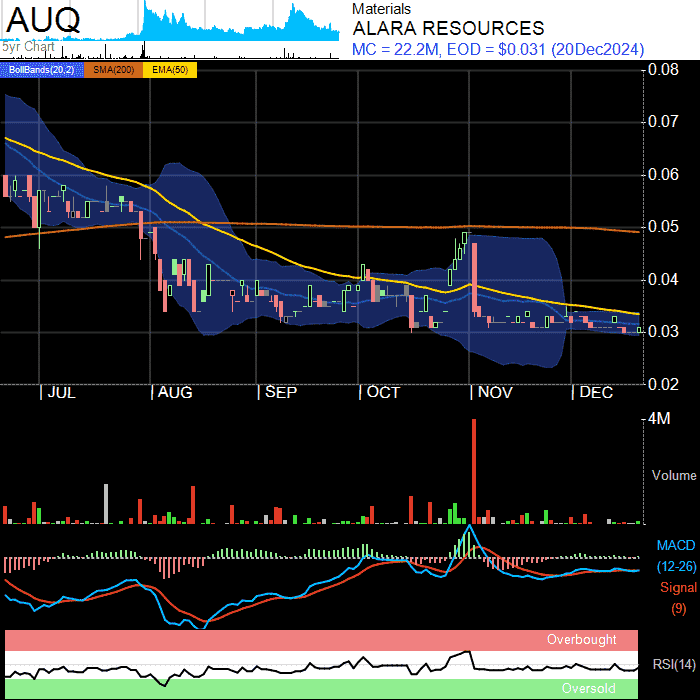 AUQ
5yr Chart
Materials
ALARA RESOURCES
MC = 22.2M, EOD = $0.031 (20Dec2024)
BollBands(20,2) SMA(200) EMA(50)
0.08
0.07
0.06
0.05
0.04
0.03
0.02
JUL AUG SEP OCT NOV DEC
4M
Volume
MACD
(12-26)
Signal
(9)
Overbought
RSI(14)
Oversold